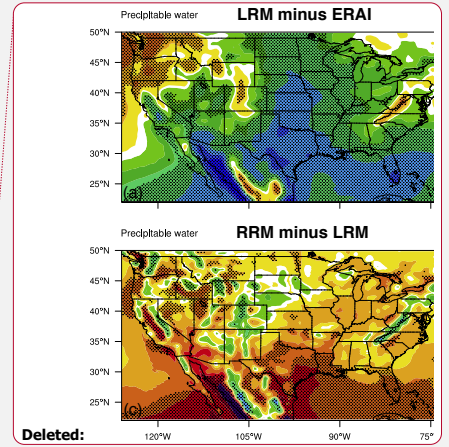 Precipitable water LRM minus ERAI
50°N
45°N
40°N
35°N
30°N
25°N
(a)
Precipitable water RRM minus LRM
50°N
45°N
40°N
35°N
30°N
25°N
(c)
120°W 105°W 90°W 75°
Deleted: